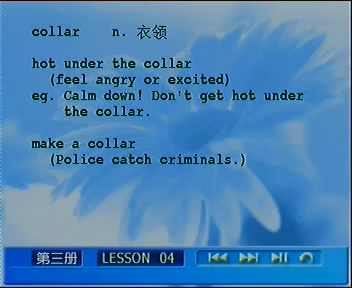 collar n. 衣领
hot under the collar
(feel angry or excited)
eg. Calm down! Don't get hot under
the collar.
make a collar
(Police catch criminals.)
第三册 LESSON 04